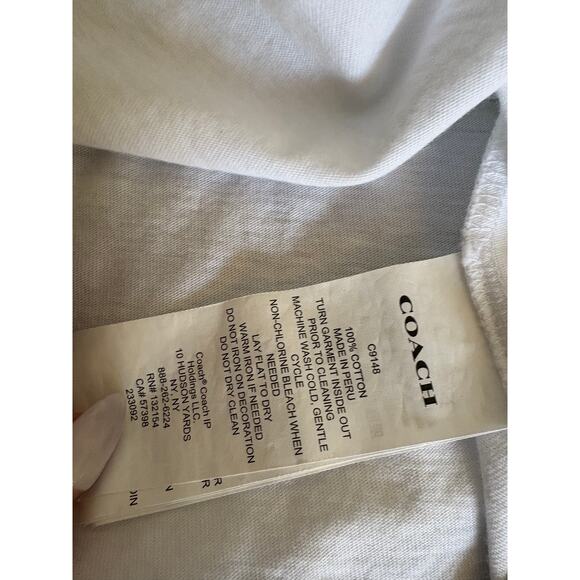 COACH
C9148
100% COTTON
MADE IN PERU
TURN GARMENT INSIDE OUT
PRIOR TO CLEANING
MACHINE WASH COLD, GENTLE
CYCLE
NON-CHLORINE BLEACH WHEN
NEEDED
LAY FLAT TO DRY
WARM IRON IF NEEDED
DO NOT IRON ON DECORATION
DO NOT DRY CLEAN
Coach® Coach IP
Holdings LLC.
10 HUDSON YARDS
NY, NY
888-262-6224
RN# 132154
CA# 57398
233092